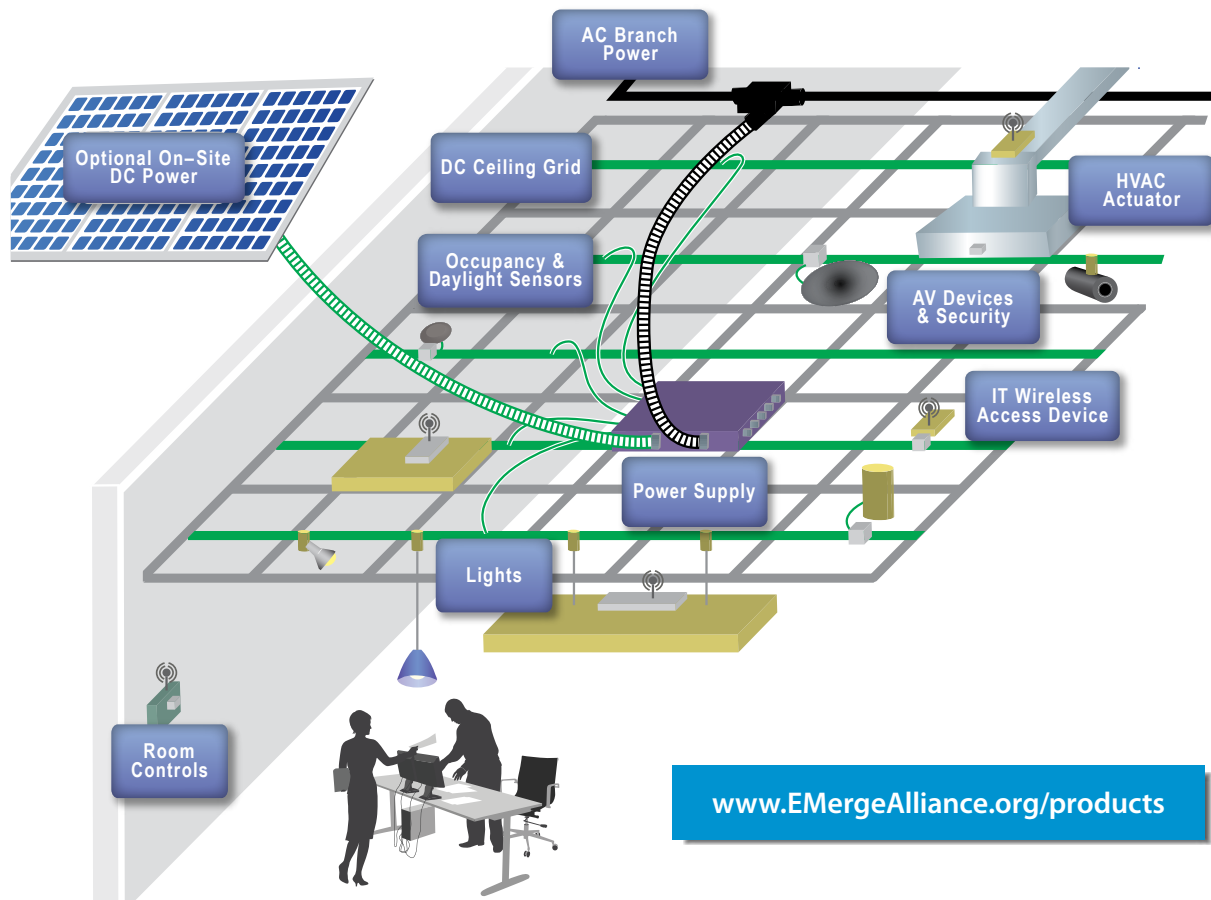 AC Branch
Power
Optional On–Site
DC Power
DC Ceiling Grid
HVAC
Actuator
Occupancy &
Daylight Sensors
AV Devices
& Security
IT Wireless
Access Device
Power Supply
Lights
Room
Controls
www.EMergeAlliance.org/products